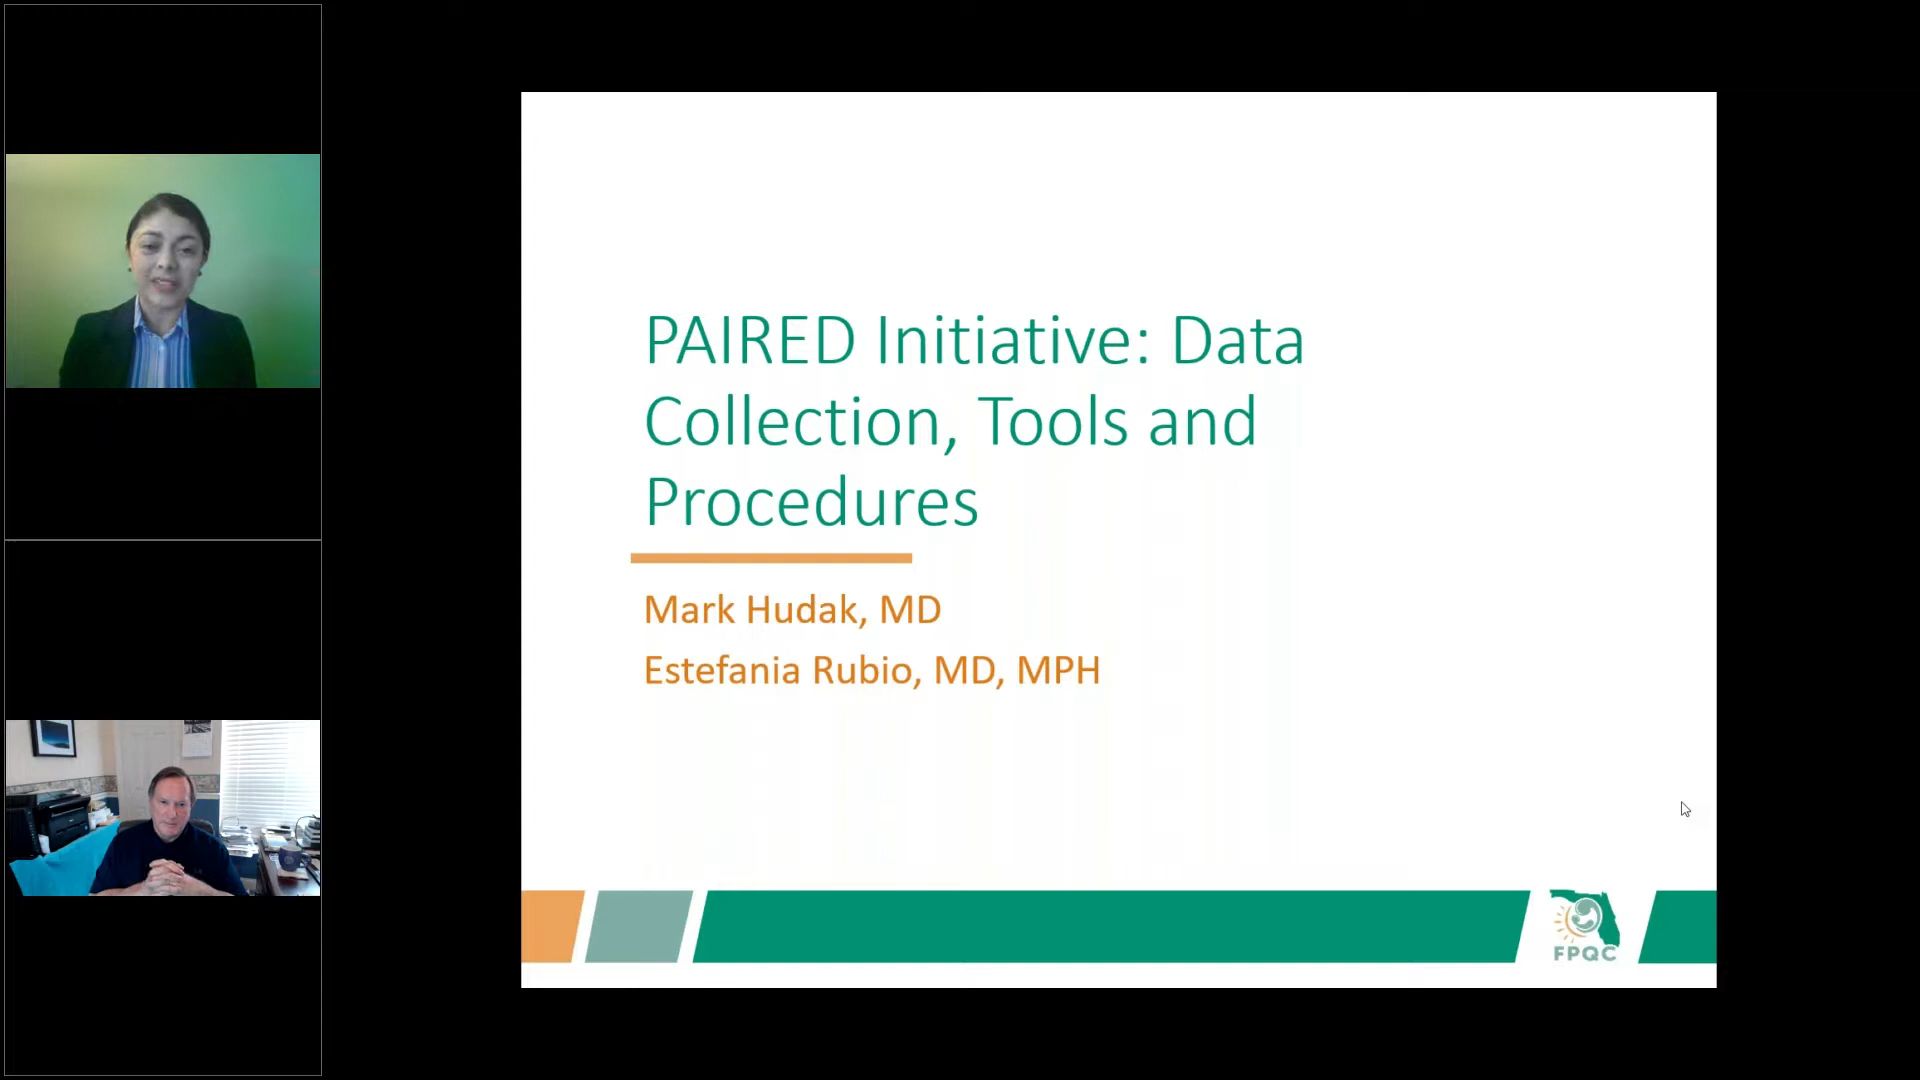 PAIRED Initiative: Data
Collection, Tools and
Procedures
Mark Hudak, MD
Estefania Rubio, MD, MPH
FPQC